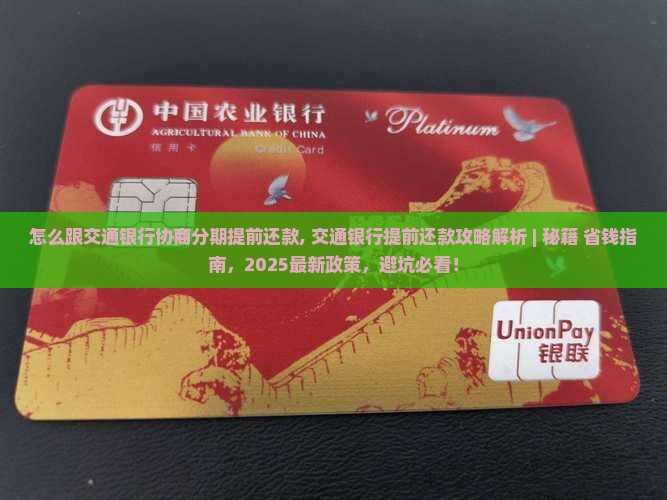 中国农业银行
AGRICULTURAL BANK OF CHINA
信用卡 Credit Card
Platinum
怎么跟交通银行协商分期提前还款, 交通银行提前还款攻略解析 | 秘籍 省钱指
南，2025最新政策，避坑必看！
UnionPay
银联